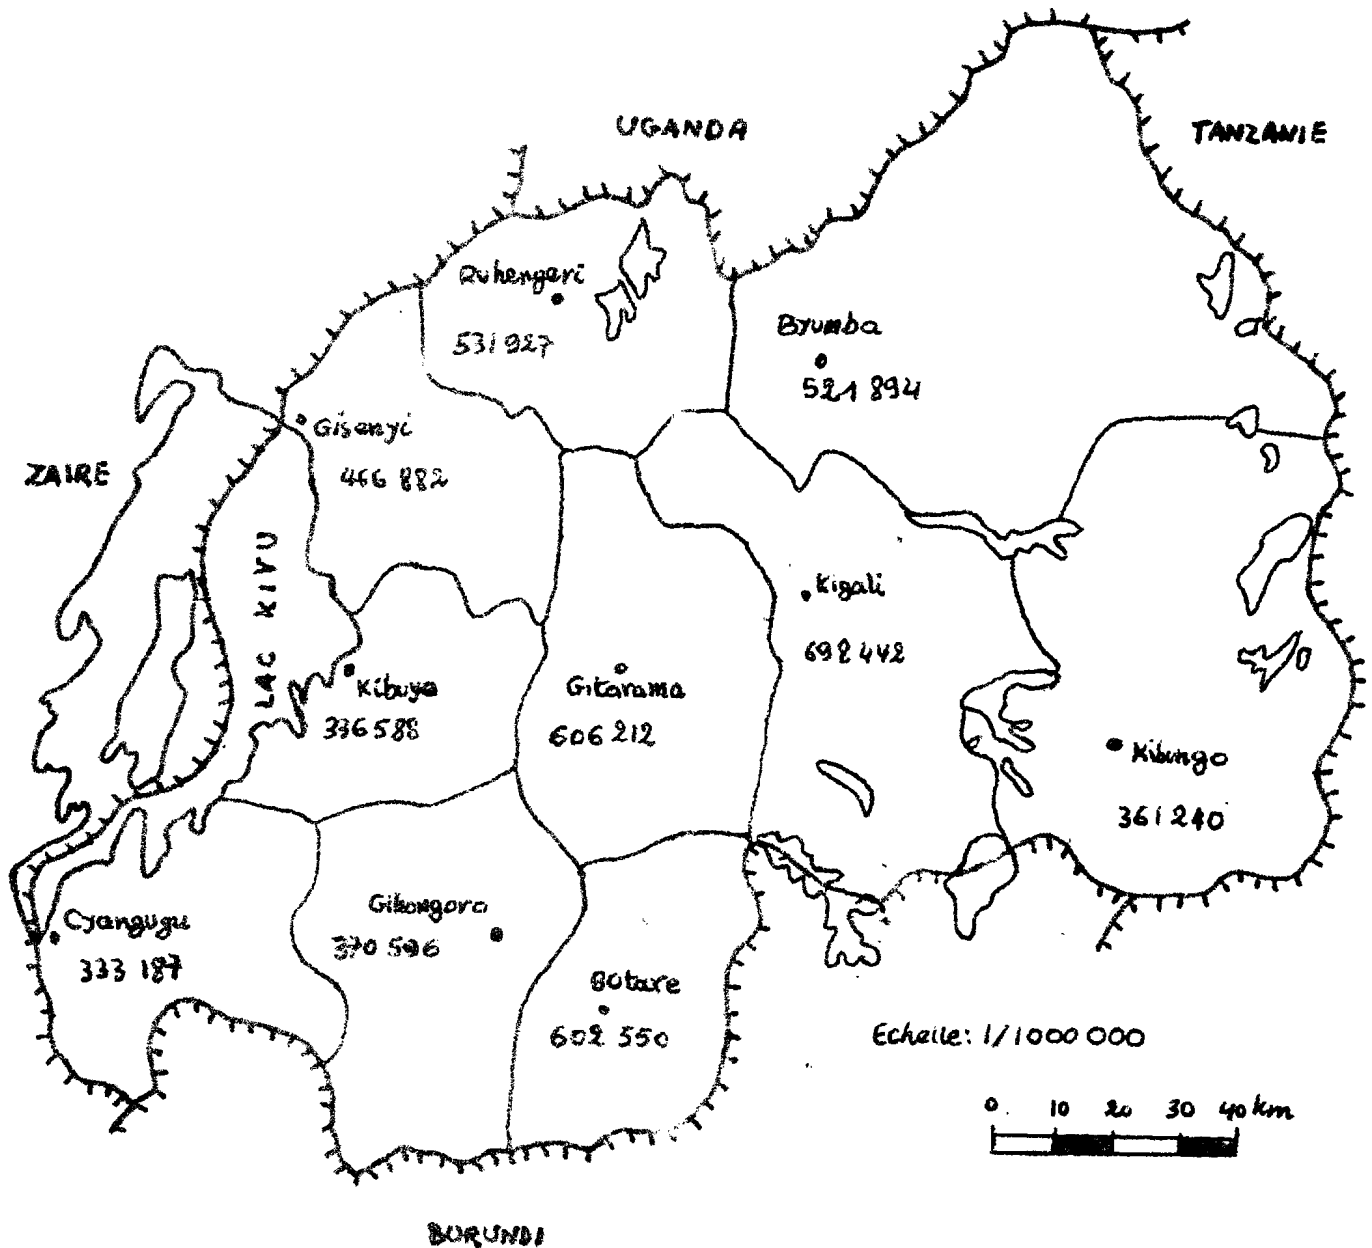 UGANDA
TANZANIE
Ruhengeri
531 927
Byumba
521 894
Gisenyi
466 882
ZAIRE
LAC KIVU
Kigali
698 442
Kibuye
336 588
Gitarama
606 212
Kibungo
361 240
Gikongoro
370 596
Cyangugu
333 187
Butare
602 550
Echelle: 1/1000 000
0 10 20 30 40 km
BURUNDI